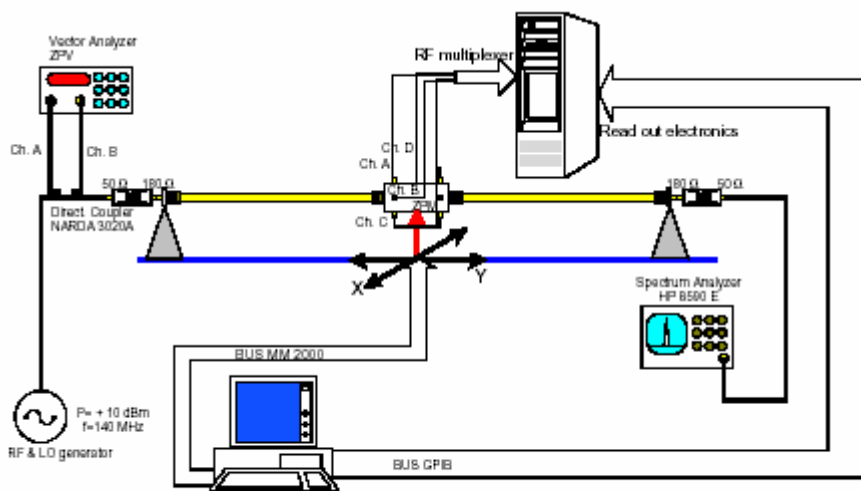 Vector Analyzer
ZPV
RF multiplexer
Read out electronics
Ch. A
Ch. B
Ch. D
Ch. A
Ch. B
Ch. C
50 Ω
180 Ω
180 Ω
50 Ω
Direct. Coupler
NARDA 3020A
X
Y
Spectrum Analyzer
HP 8590 E
BUS MM 2000
P= + 10 dBm
f=140 MHz
RF & LO generator
BUS GPIB